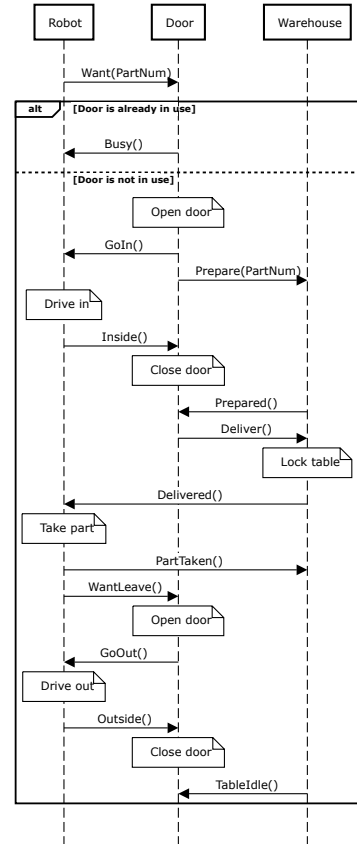 Robot Door Warehouse
Want(PartNum)
alt [Door is already in use]
Busy()
[Door is not in use]
Open door
GoIn()
Prepare(PartNum)
Drive in
Inside()
Close door
Prepared()
Deliver()
Lock table
Delivered()
Take part
PartTaken()
WantLeave()
Open door
GoOut()
Drive out
Outside()
Close door
TableIdle()